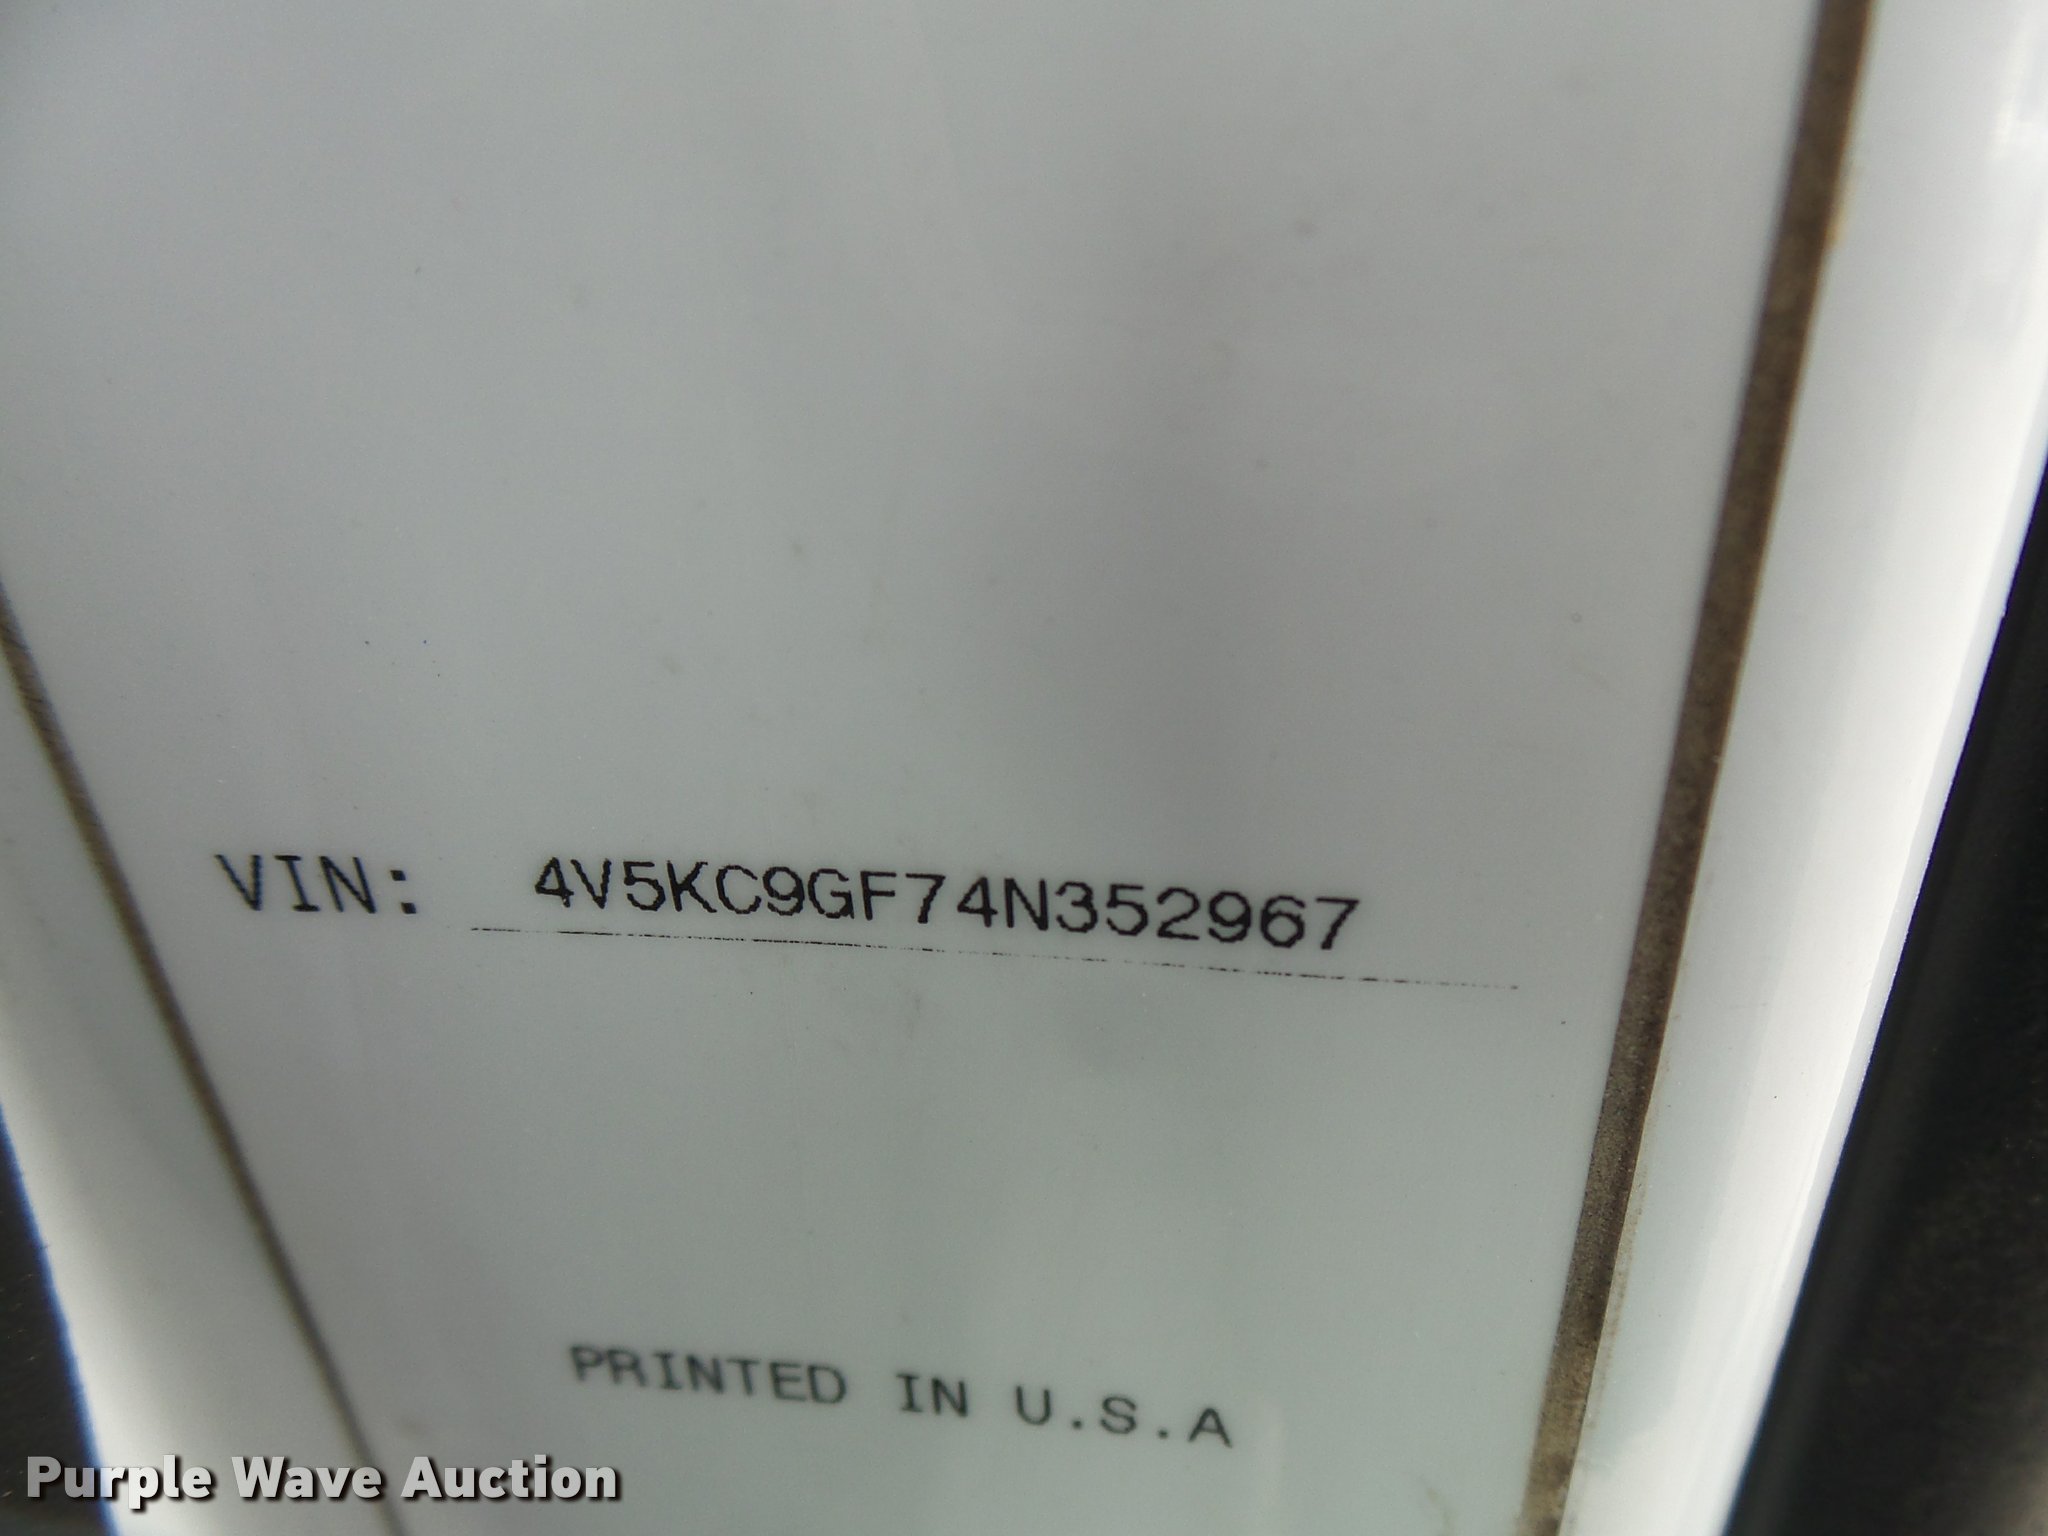 VIN: 4V5KC9GF74N352967
PRINTED IN U.S.A
Purple Wave Auction